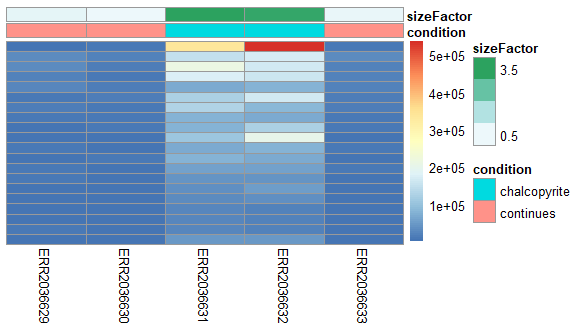 sizeFactor
condition
5e+05
4e+05
3e+05
2e+05
1e+05
sizeFactor
3.5
0.5
condition
chalcopyrite
continues
ERR2036629
ERR2036630
ERR2036631
ERR2036632
ERR2036633